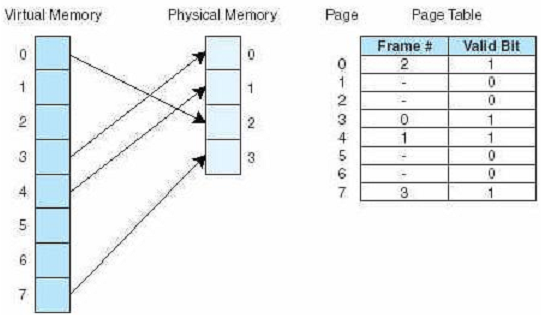 Virtual Memory
0
1
2
3
4
5
6
7
Physical Memory
0
1
2
3
Page Page Table
Frame # Valid Bit
0 2 1
1 - 0
2 - 0
3 0 1
4 1 1
5 - 0
6 - 0
7 3 1